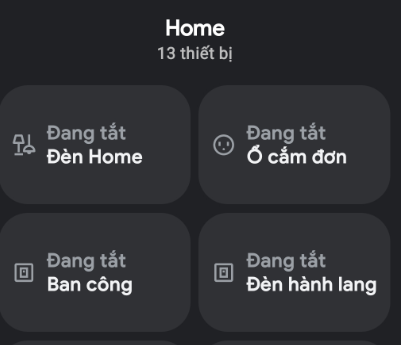 Home
13 thiết bị
Đang tắt
Đèn Home
Đang tắt
Ổ cắm đơn
Đang tắt
Ban công
Đang tắt
Đèn hành lang